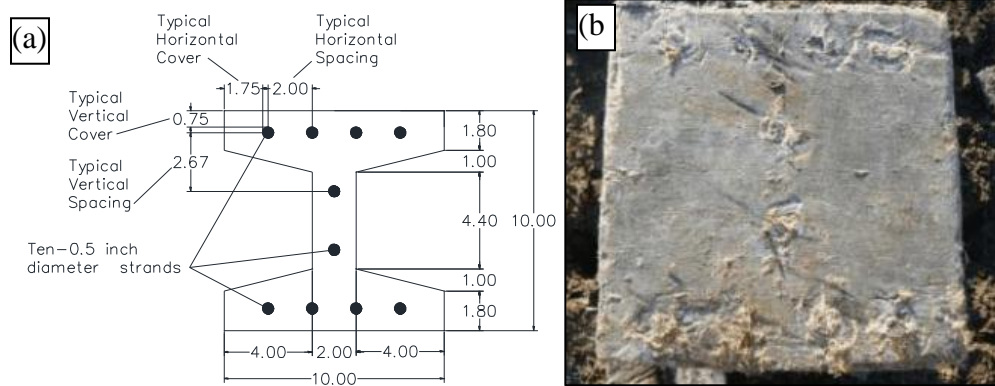 (a)
Typical
Horizontal
Cover
Typical
Horizontal
Spacing
1.75
2.00
Typical
Vertical
Cover
0.75
Typical
Vertical
Spacing
2.67
1.80
1.00
4.40
10.00
1.00
1.80
Ten-0.5 inch
diameter strands
4.00
2.00
4.00
10.00
(b)